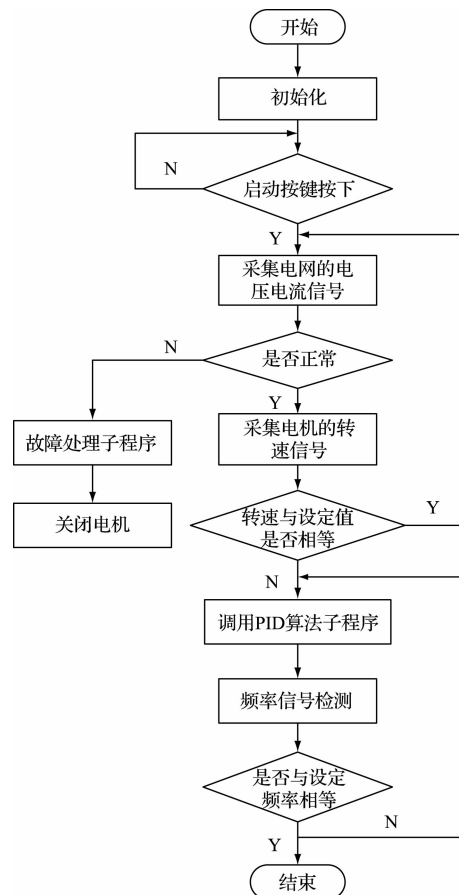 开始
初始化
N
启动按键按下
Y
采集电网的电
压电流信号
N
是否正常
Y
故障处理子程序
采集电机的转
速信号
关闭电机
转速与设定值
是否相等
Y
N
调用PID算法子程序
频率信号检测
是否与设定
频率相等
N
Y
结束